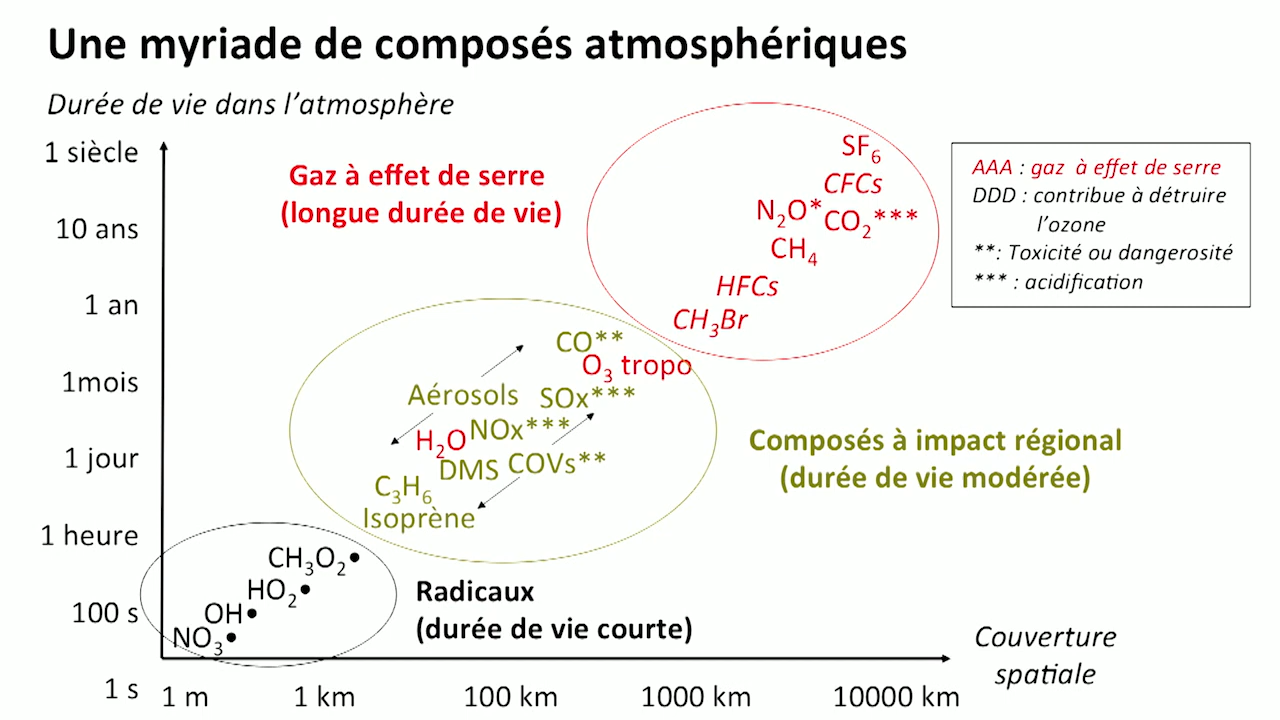 Une myriade de composés atmosphériques
Durée de vie dans l'atmosphère
1 siècle
10 ans
1 an
1mois
1 jour
1 heure
100 s
1 s
Gaz à effet de serre
(longue durée de vie)
SF₆
CFCs
N₂O*
CO₂***
CH₄
HFCs
CH₃Br
AAA : gaz à effet de serre
DDD : contribue à détruire
l'ozone
**: Toxicité ou dangerosité
*** : acidification
CO**
O₃ tropo
Aérosols
SOx***
NOx***
H₂O
DMS
COVs**
C₃H₆
Isoprène
Composés à impact régional
(durée de vie modérée)
CH₃O₂•
HO₂•
OH•
NO₃•
Radicaux
(durée de vie courte)
Couverture
spatiale
1 m
1 km
100 km
1000 km
10000 km